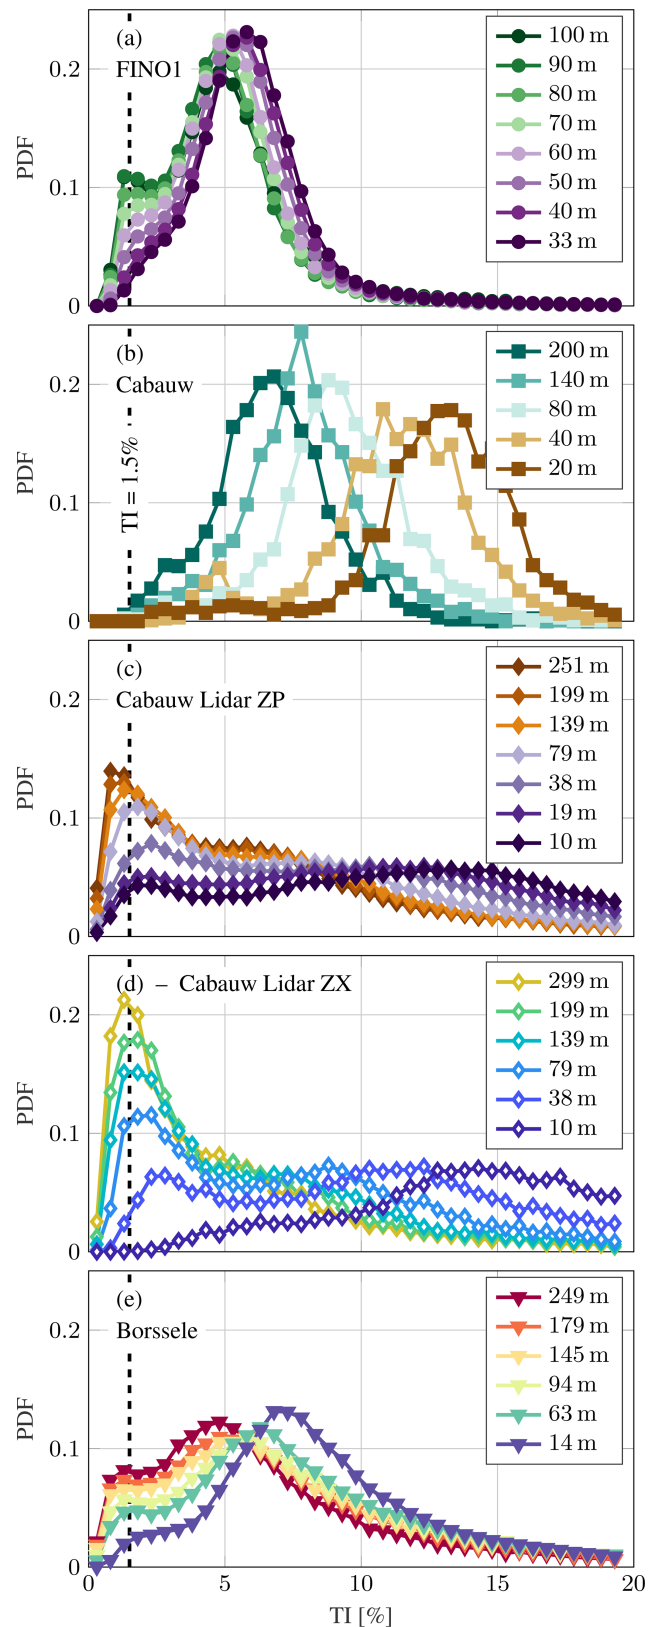 (a)
FINO1
100 m
90 m
80 m
70 m
60 m
50 m
40 m
33 m
PDF
0.2
0.1
0
(b)
Cabauw
TI = 1.5%
200 m
140 m
80 m
40 m
20 m
PDF
0.2
0.1
0
(c)
Cabauw Lidar ZP
251 m
199 m
139 m
79 m
38 m
19 m
10 m
PDF
0.2
0.1
0
(d) – Cabauw Lidar ZX
299 m
199 m
139 m
79 m
38 m
10 m
PDF
0.2
0.1
0
(e)
Borssele
249 m
179 m
145 m
94 m
63 m
14 m
PDF
0.2
0.1
0
0 5 10 15 20
TI [%]